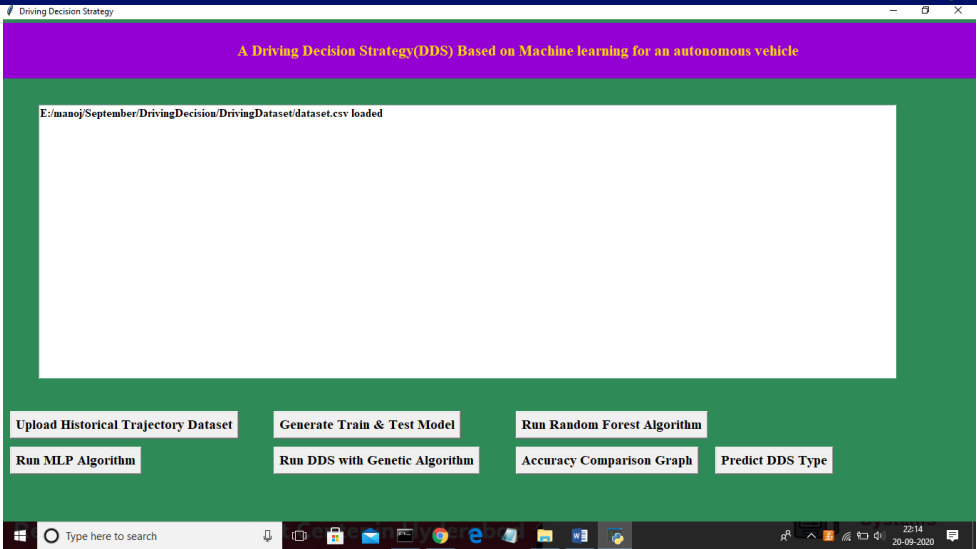 Driving Decision Strategy
A Driving Decision Strategy(DDS) Based on Machine learning for an autonomous vehicle
E:/manoj/September/DrivingDecision/DrivingDataset/dataset.csv loaded
Upload Historical Trajectory Dataset
Generate Train & Test Model
Run Random Forest Algorithm
Run MLP Algorithm
Run DDS with Genetic Algorithm
Accuracy Comparison Graph
Predict DDS Type
Type here to search
22:14
20-09-2020